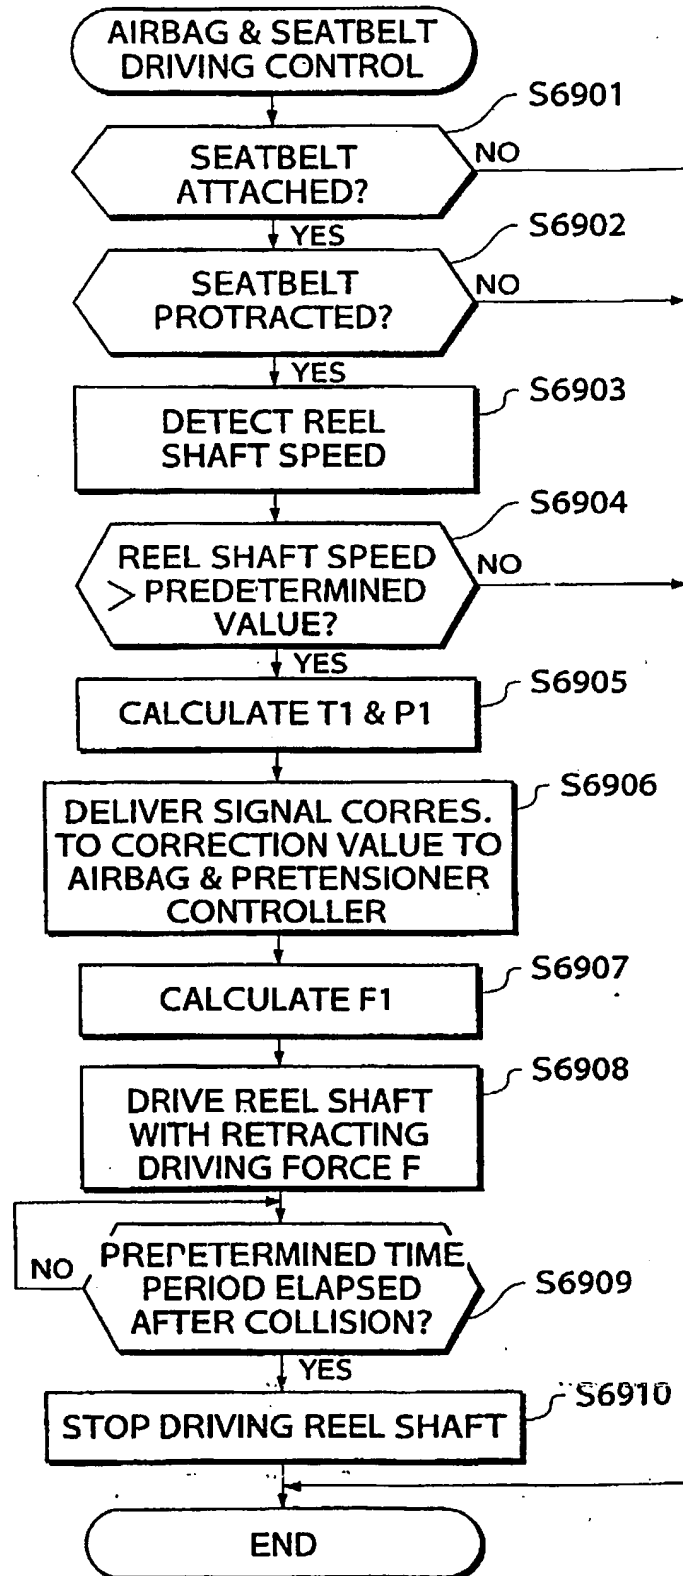 AIRBAG & SEATBELT
DRIVING CONTROL
S6901
SEATBELT
ATTACHED?
NO
YES
S6902
SEATBELT
PROTRACTED?
NO
YES
S6903
DETECT REEL
SHAFT SPEED
S6904
REEL SHAFT SPEED
> PREDETERMINED
VALUE?
NO
YES
S6905
CALCULATE T1 & P1
S6906
DELIVER SIGNAL CORRES.
TO CORRECTION VALUE TO
AIRBAG & PRETENSIONER
CONTROLLER
S6907
CALCULATE F1
S6908
DRIVE REEL SHAFT
WITH RETRACTING
DRIVING FORCE F
PREDETERMINED TIME
PERIOD ELAPSED
AFTER COLLISION?
NO
S6909
YES
S6910
STOP DRIVING REEL SHAFT
END